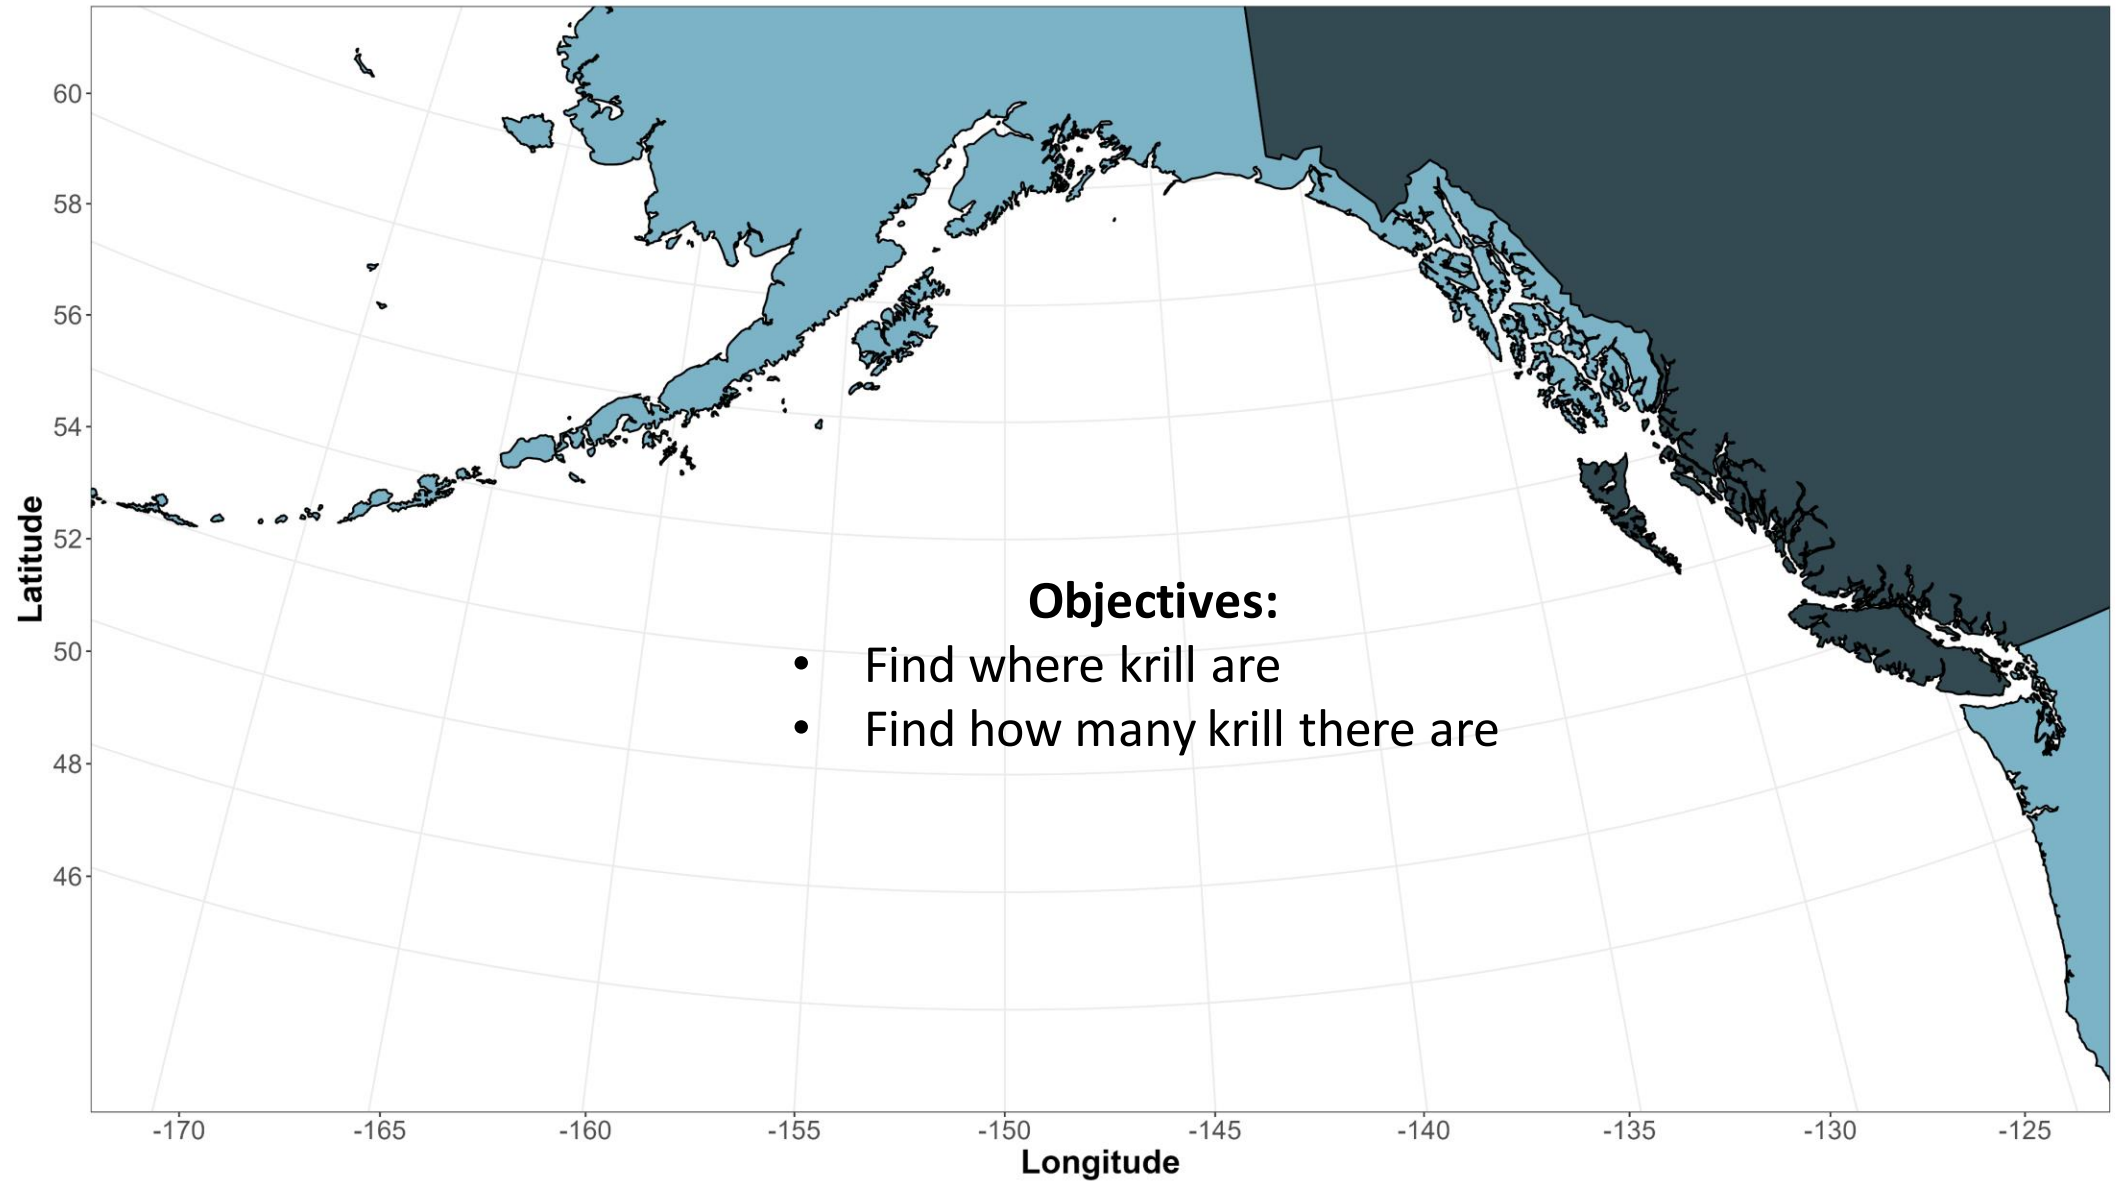 60
58
56
54
52
50
48
46
Latitude
Objectives:
• Find where krill are
• Find how many krill there are
-170 -165 -160 -155 -150 -145 -140 -135 -130 -125
Longitude